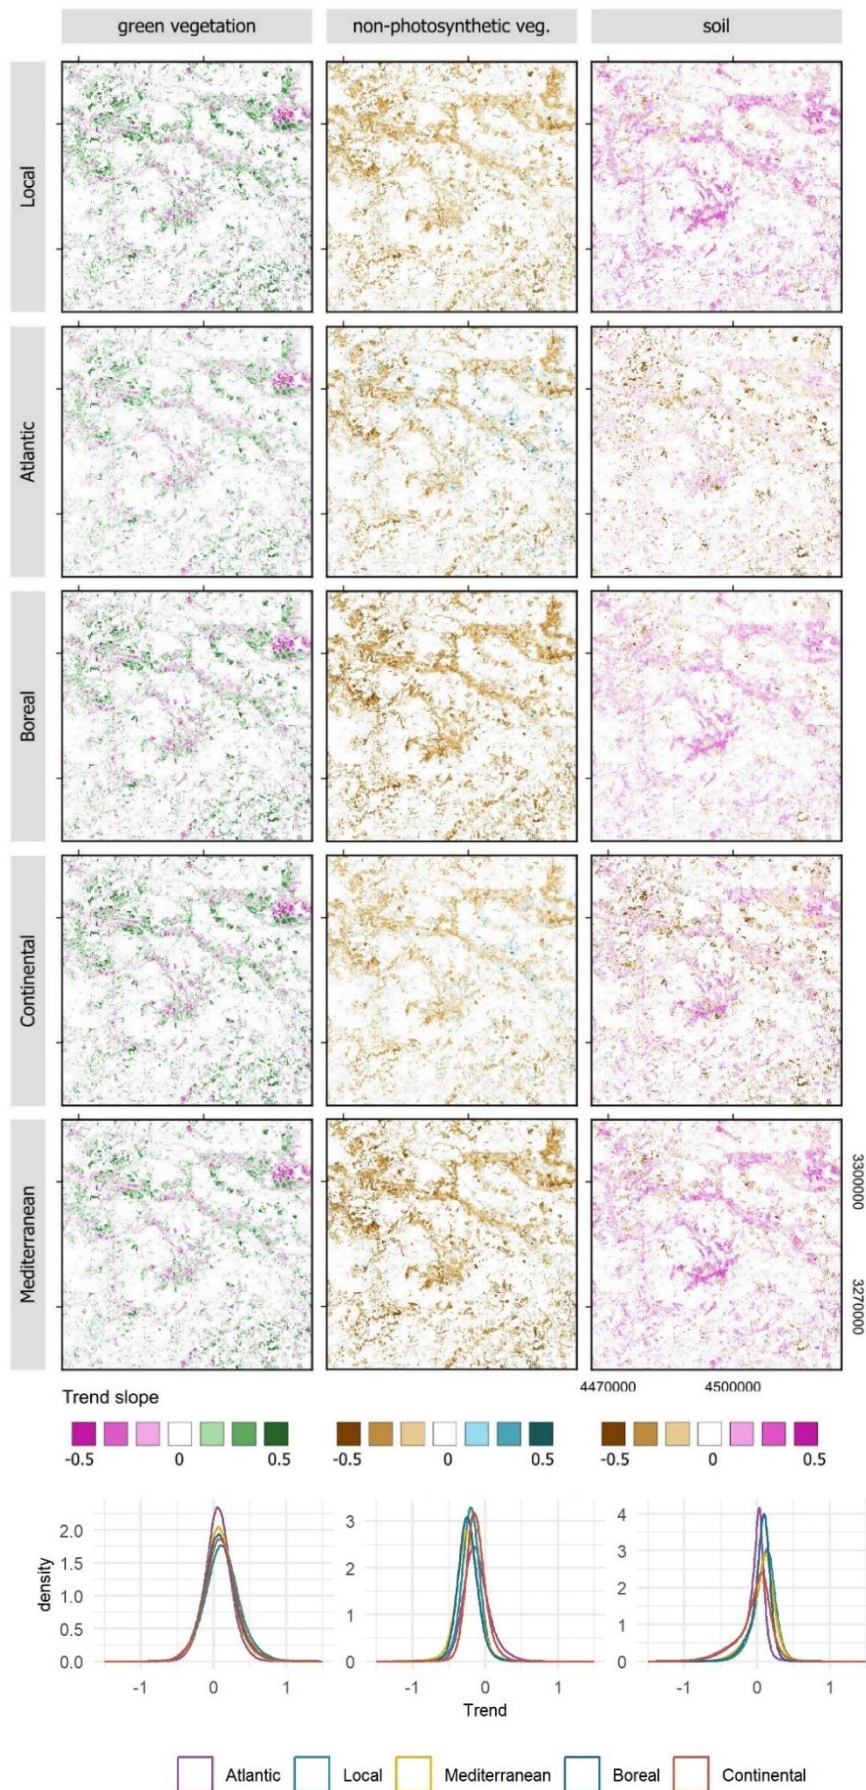 green vegetation non-photosynthetic veg. soil
Local
Atlantic
Boreal
Continental
Mediterranean
3300000
3270000
4470000 4500000
Trend slope
-0.5 0 0.5 -0.5 0 0.5 -0.5 0 0.5
density
2.0
1.5
1.0
0.5
0.0
-1 0 1
3
2
1
0
-1 0 1
4
3
2
1
0
-1 0 1
Trend
Atlantic Local Mediterranean Boreal Continental